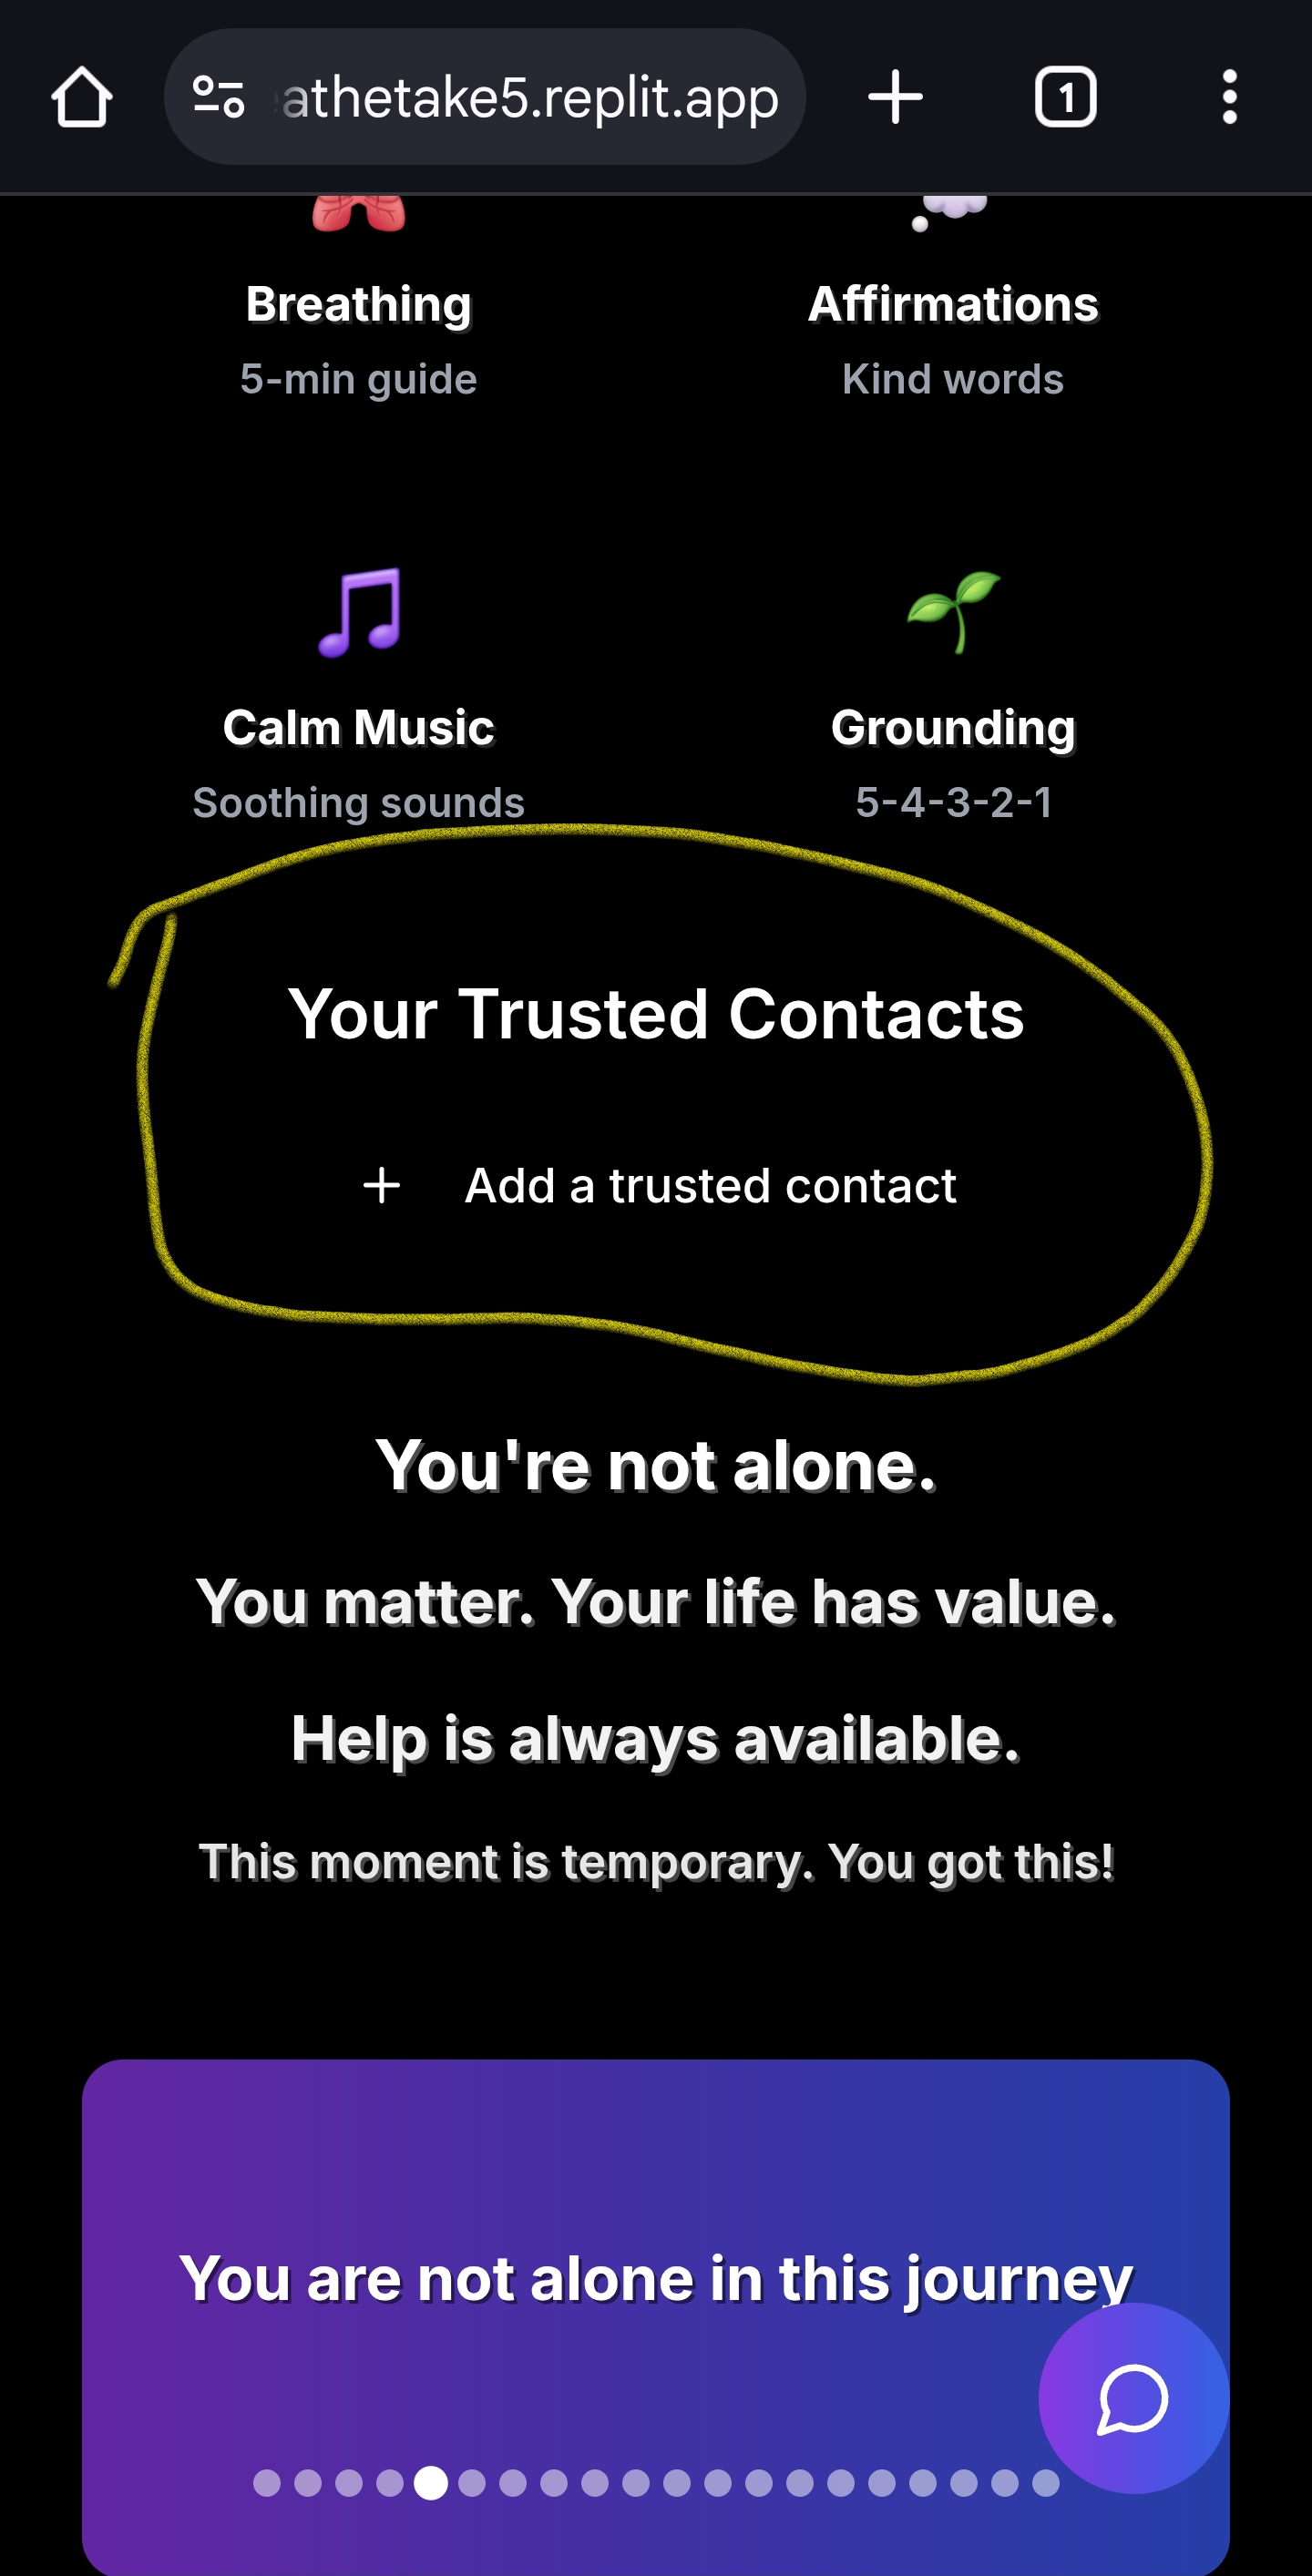 athetake5.replit.app
1
Breathing
Affirmations
5-min guide
Kind words
Calm Music
Grounding
Soothing sounds
5-4-3-2-1
Your Trusted Contacts
+ Add a trusted contact
You're not alone.
You matter. Your life has value.
Help is always available.
This moment is temporary. You got this!
You are not alone in this journey